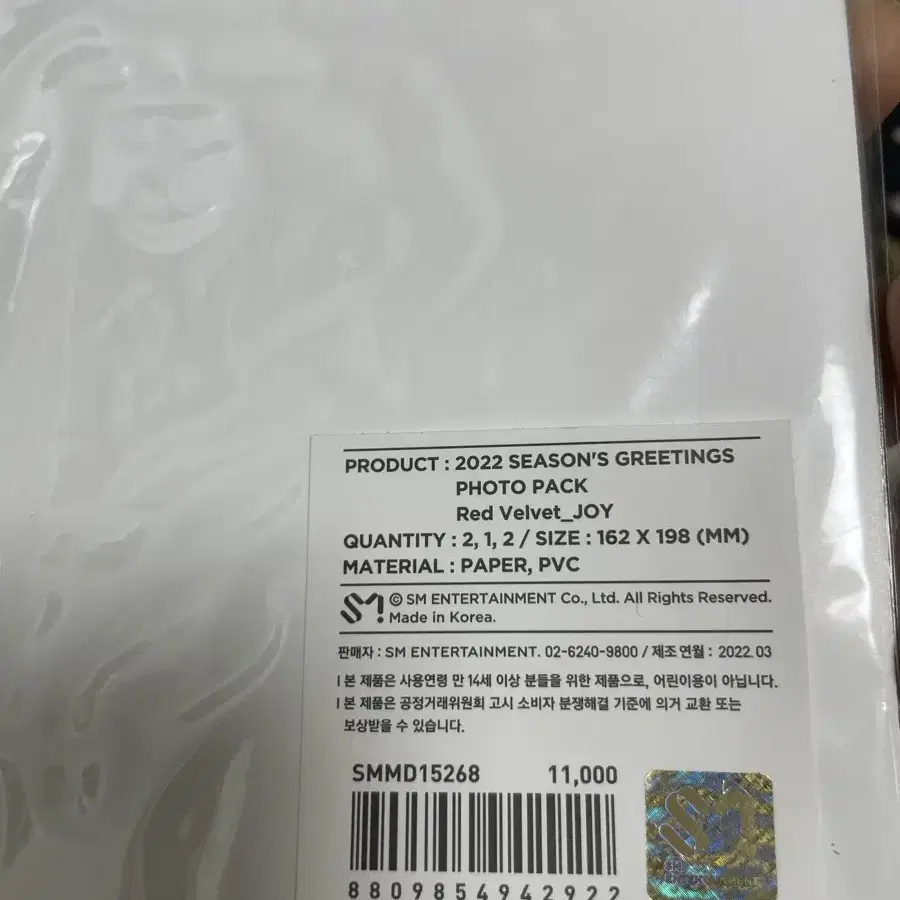 PRODUCT : 2022 SEASON'S GREETINGS
PHOTO PACK
Red Velvet_JOY
QUANTITY : 2, 1, 2 / SIZE : 162 X 198 (MM)
MATERIAL : PAPER, PVC
SM! © SM ENTERTAINMENT Co., Ltd. All Rights Reserved.
Made in Korea.
판매자 : SM ENTERTAINMENT. 02-6240-9800 / 제조 연월 : 2022. 03
I 본 제품은 사용연령 만 14세 이상 분들을 위한 제품으로, 어린이용이 아닙니다.
I 본 제품은 공정거래위원회 고시 소비자 분쟁해결 기준에 의거 교환 또는
보상받을 수 있습니다.
SMMD15268 11,000
8809854942922
SM
ENTERTAINMENT